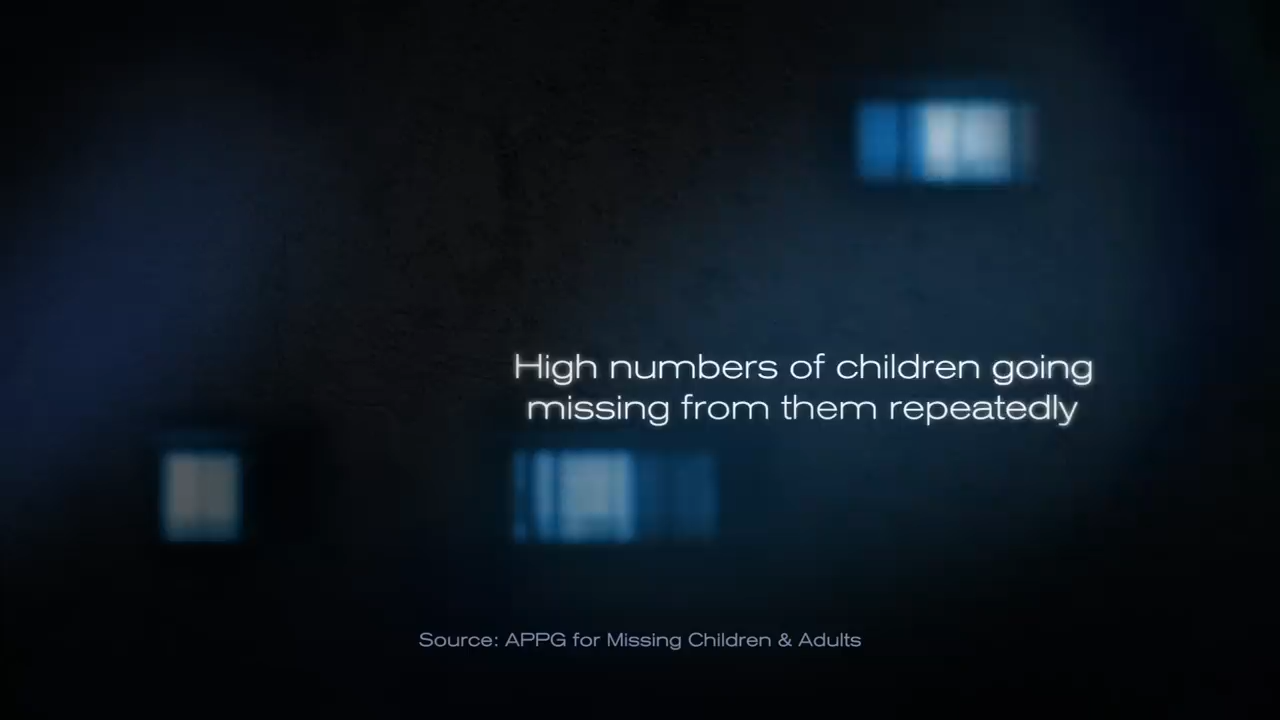 High numbers of children going
missing from them repeatedly
Source: APPG for Missing Children & Adults